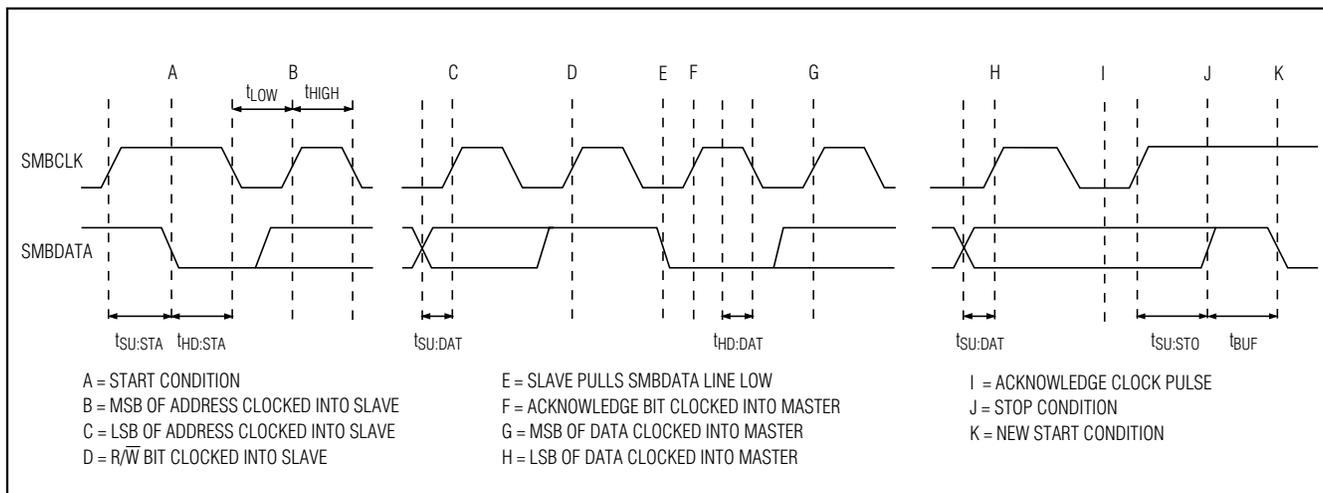 A B C D E F G H I J K
tLOW tHIGH
SMBCLK
SMBDATA
tSU:STA tHD:STA tSU:DAT tHD:DAT tSU:DAT tSU:STO tBUF
A = START CONDITION
B = MSB OF ADDRESS CLOCKED INTO SLAVE
C = LSB OF ADDRESS CLOCKED INTO SLAVE
D = R/W̅ BIT CLOCKED INTO SLAVE
E = SLAVE PULLS SMBDATA LINE LOW
F = ACKNOWLEDGE BIT CLOCKED INTO MASTER
G = MSB OF DATA CLOCKED INTO MASTER
H = LSB OF DATA CLOCKED INTO MASTER
I = ACKNOWLEDGE CLOCK PULSE
J = STOP CONDITION
K = NEW START CONDITION